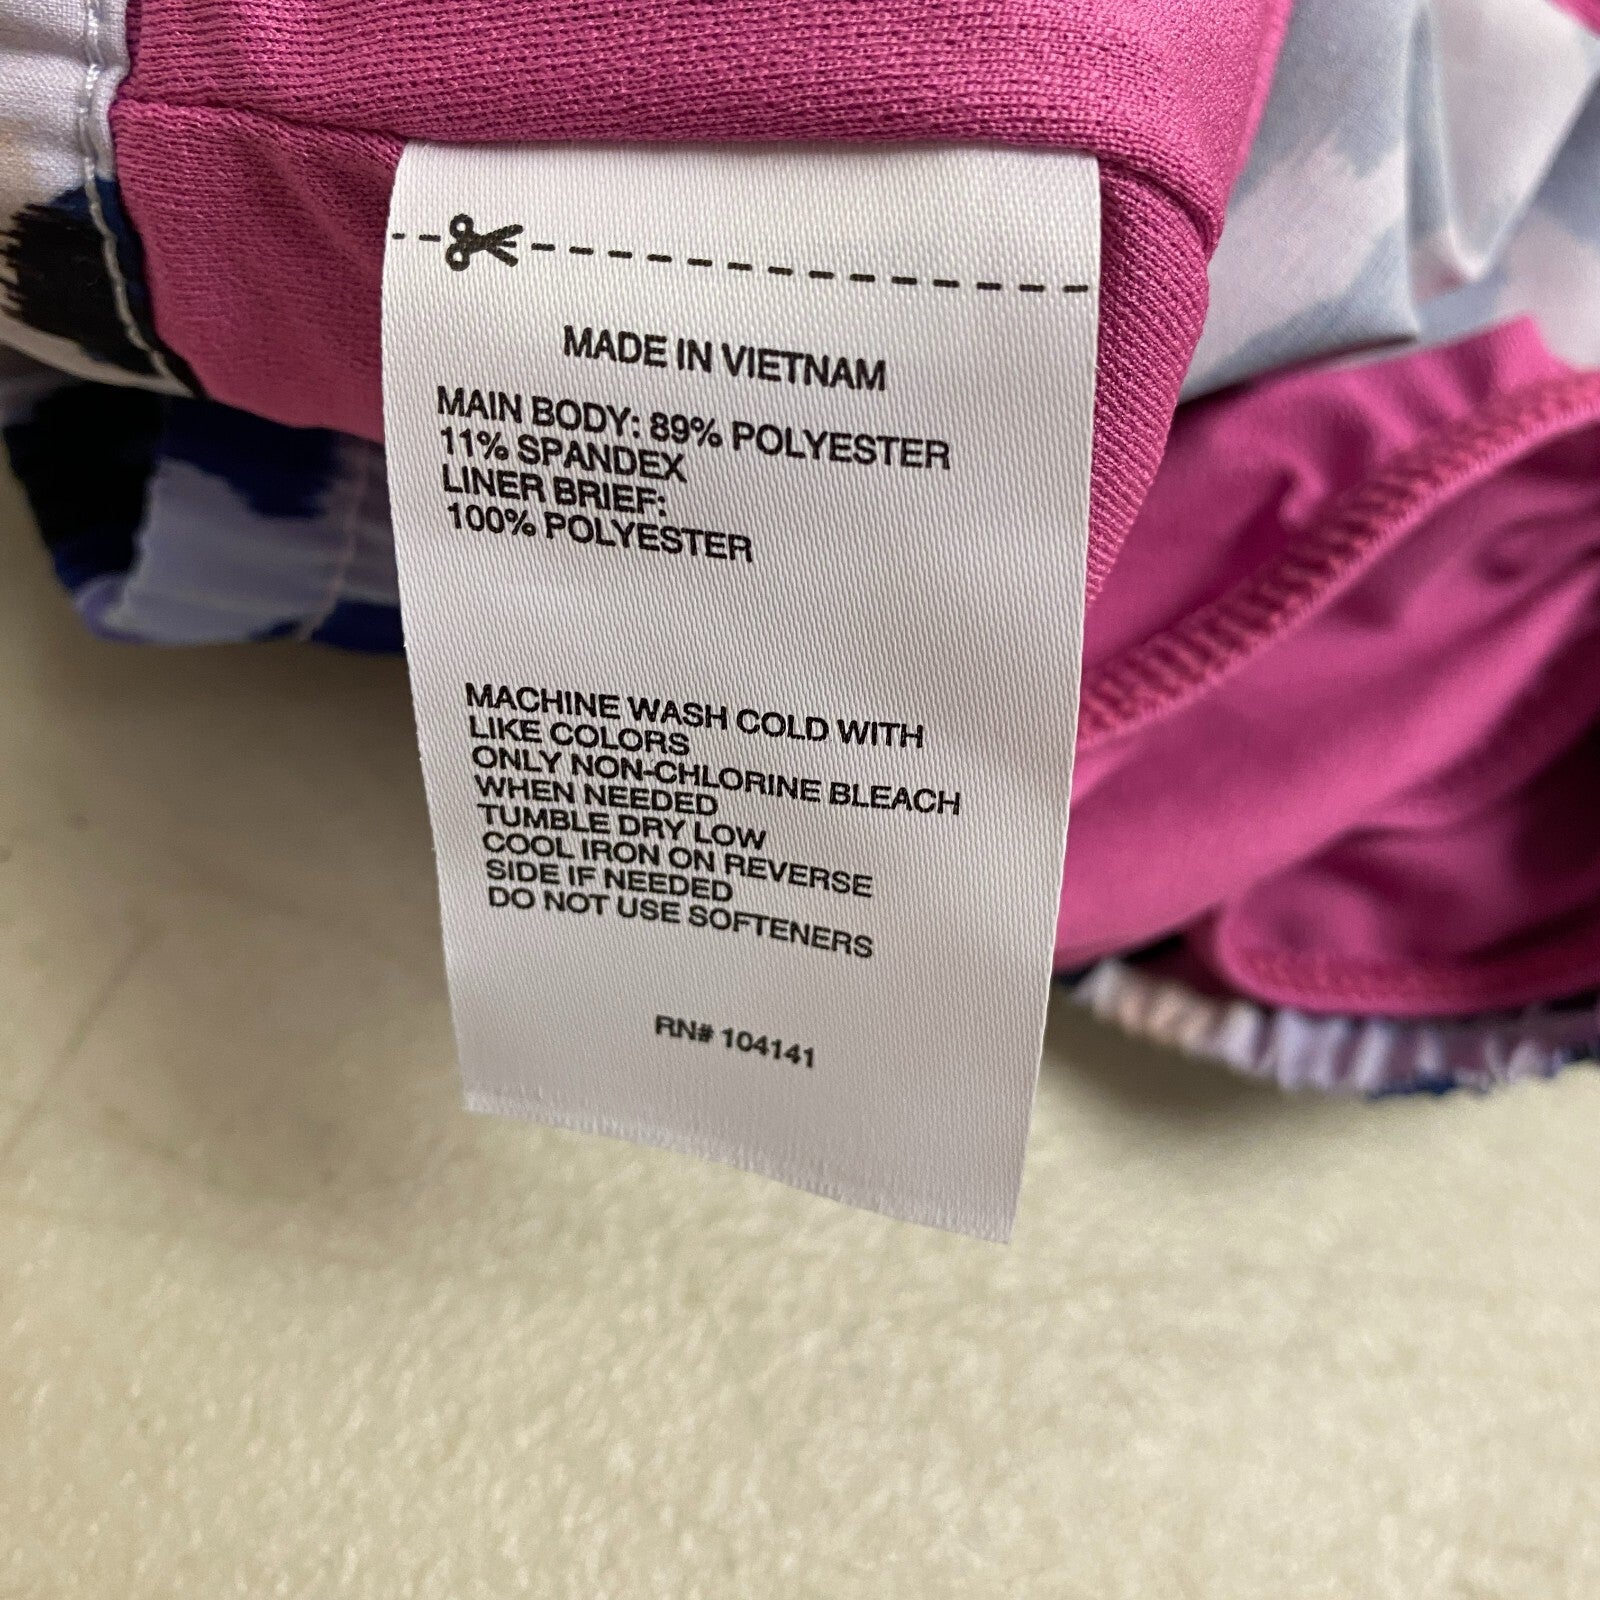 MADE IN VIETNAM
MAIN BODY: 89% POLYESTER
11% SPANDEX
LINER BRIEF:
100% POLYESTER
MACHINE WASH COLD WITH
LIKE COLORS
ONLY NON-CHLORINE BLEACH
WHEN NEEDED
TUMBLE DRY LOW
COOL IRON ON REVERSE
SIDE IF NEEDED
DO NOT USE SOFTENERS
RN# 104141